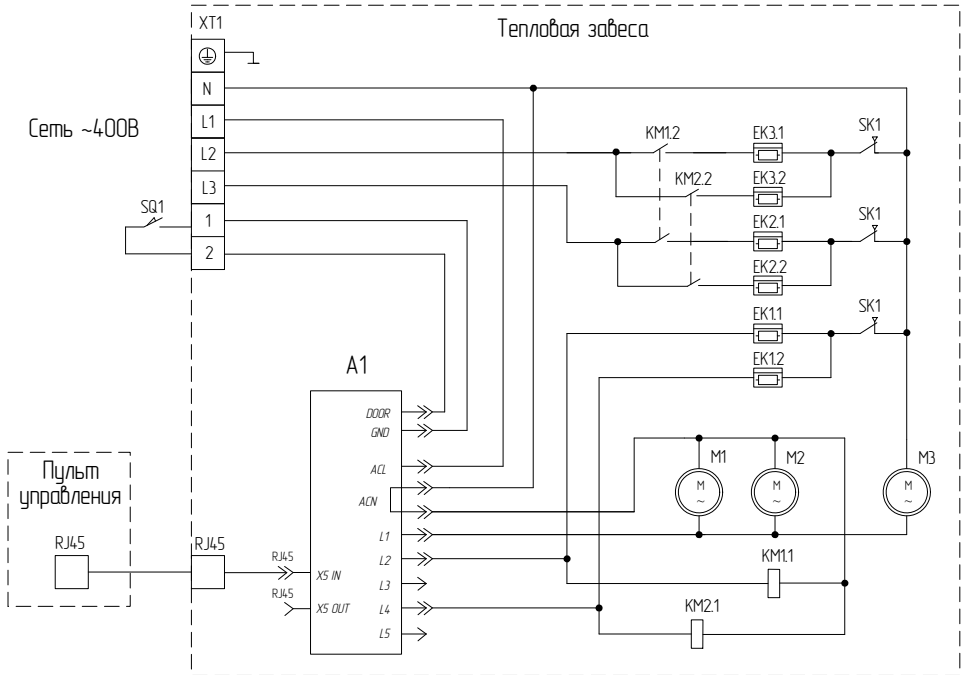 Тепловая завеса
XT1
N
L1
L2
L3
1
2
Сеть ~400В
SQ1
KM1.2
EK3.1
SK1
KM2.2
EK3.2
EK2.1
SK1
EK2.2
EK1.1
SK1
EK1.2
A1
DOOR
GND
ACL
ACN
L1
L2
L3
L4
L5
X5 IN
X5 OUT
M1
M2
M3
M
~
M
~
M
~
KM1.1
KM2.1
Пульт
управления
RJ45
RJ45
RJ45
RJ45